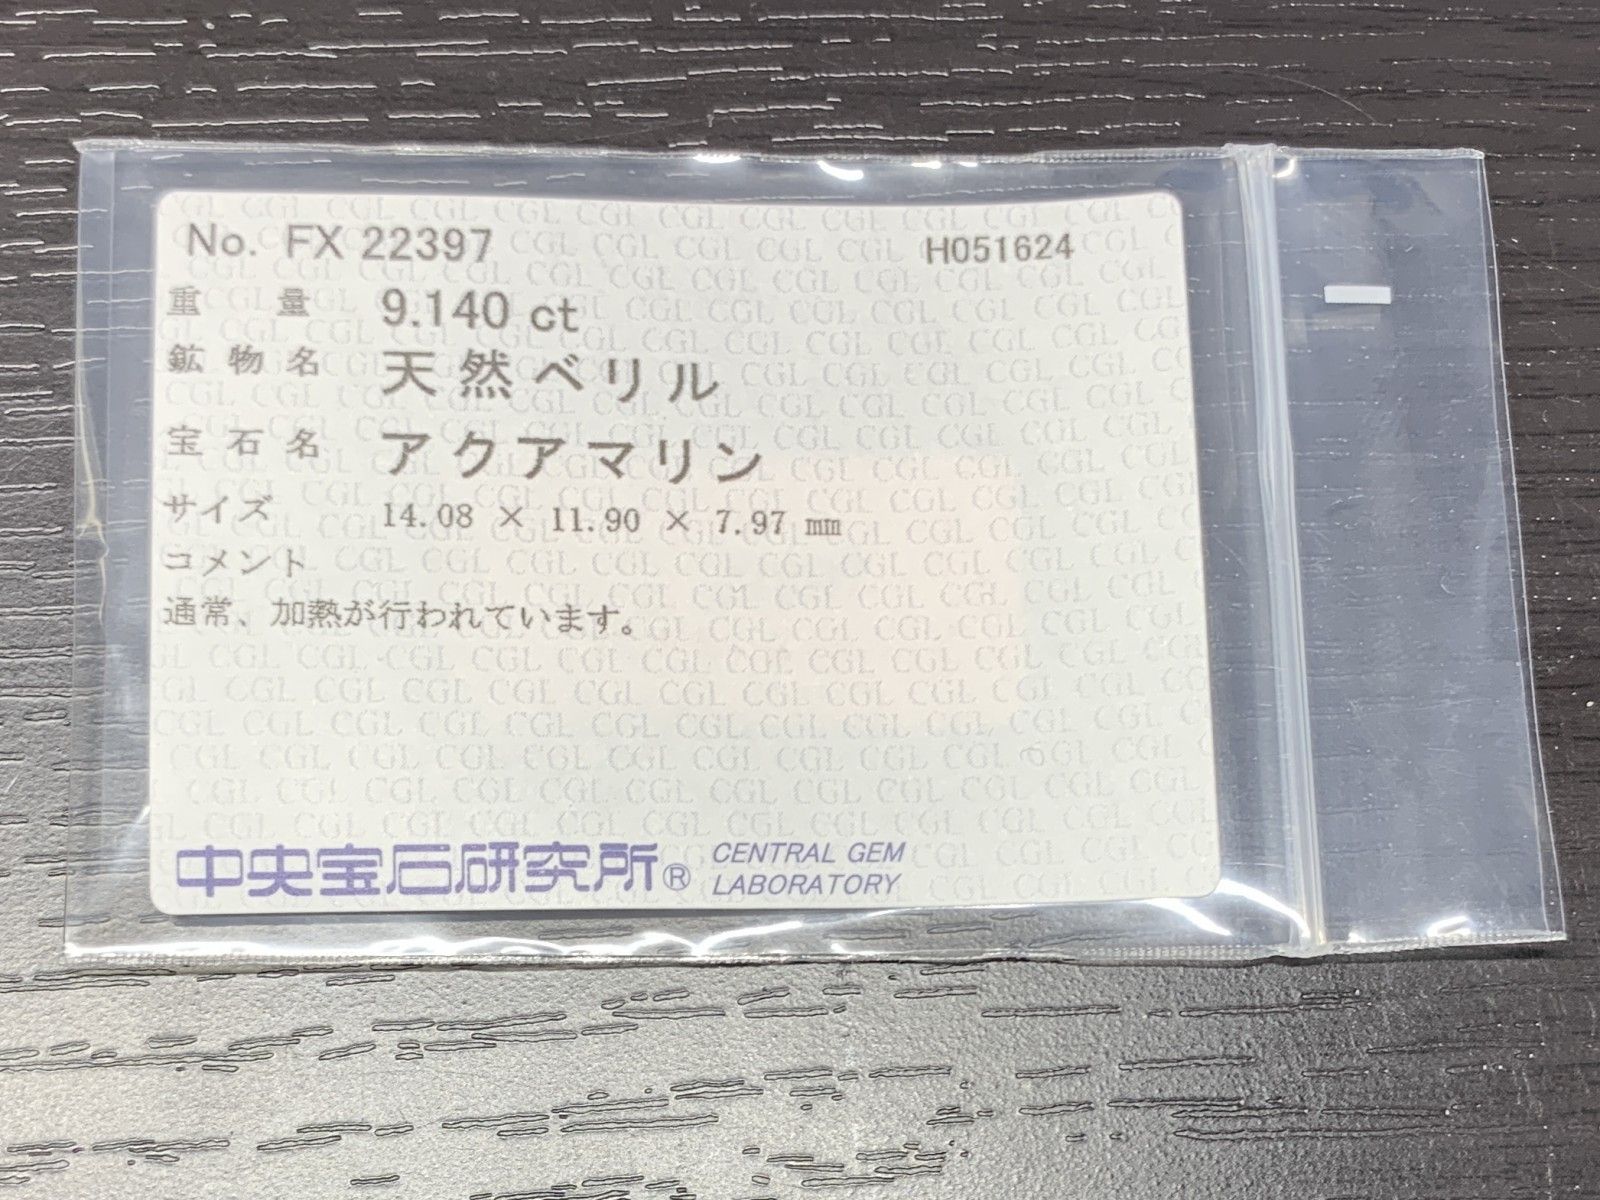 No. FX 22397 H051624
重量 9.140 ct
鉱物名 天然ベリル
宝石名 アクアマリン
サイズ 14.08 × 11.90 × 7.97 mm
コメント
通常、加熱が行われています。
中央宝石研究所® CENTRAL GEM
LABORATORY